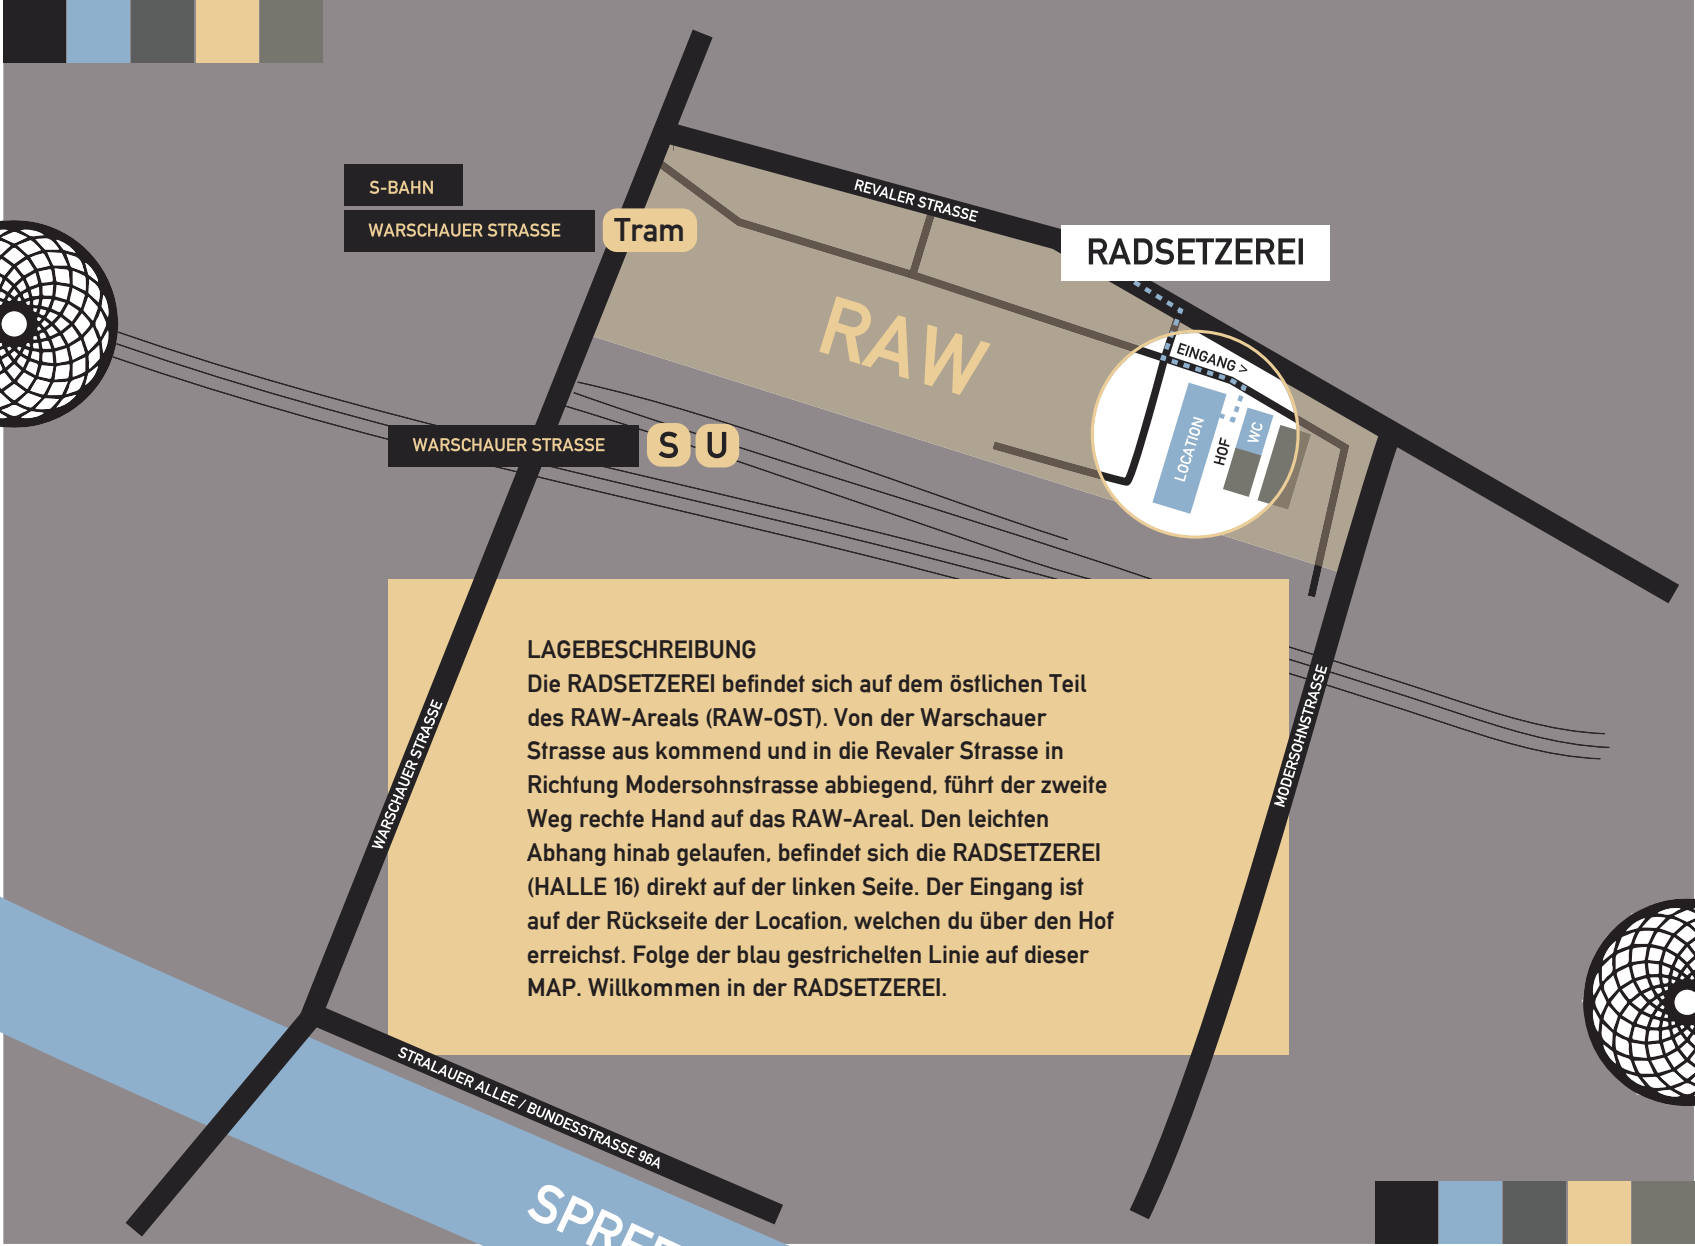 REVALER STRASSE
S-BAHN
WARSCHAUER STRASSE
Tram
RADSETZEREI
RAW
EINGANG >
LOCATION
HOF
WC
WARSCHAUER STRASSE
S U
LAGEBESCHREIBUNG
Die RADSETZEREI befindet sich auf dem östlichen Teil
des RAW-Areals (RAW-OST). Von der Warschauer
Strasse aus kommend und in die Revaler Strasse in
Richtung Modersohnstrasse abbiegend, führt der zweite
Weg rechte Hand auf das RAW-Areal. Den leichten
Abhang hinab gelaufen, befindet sich die RADSETZEREI
(HALLE 16) direkt auf der linken Seite. Der Eingang ist
auf der Rückseite der Location, welchen du über den Hof
erreichst. Folge der blau gestrichelten Linie auf dieser
MAP. Willkommen in der RADSETZEREI.
WARSCHAUER STRASSE
MODERSOHNSTRASSE
STRALAUER ALLEE / BUNDESSTRASSE 96A
SPREE